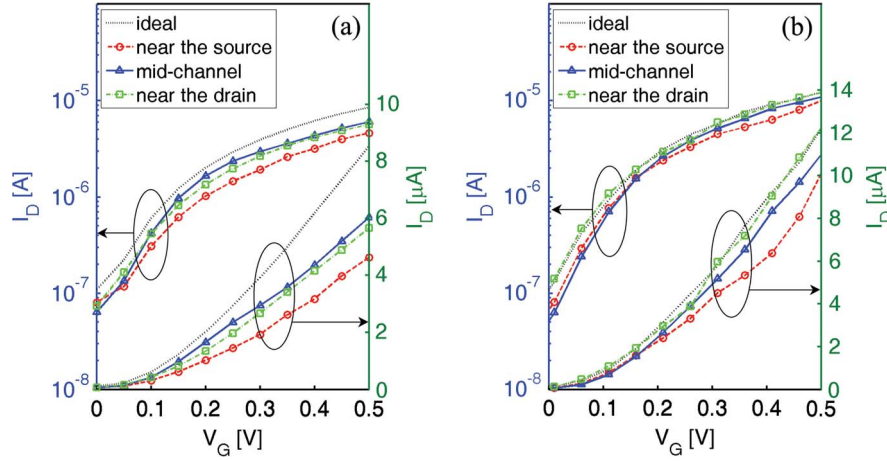 ideal
near the source
mid-channel
near the drain
(a)
10⁻⁵
10⁻⁶
10⁻⁷
10⁻⁸
I_D [A]
10
8
6
4
2
0
I_D [µA]
0 0.1 0.2 0.3 0.4 0.5
V_G [V]
ideal
near the source
mid-channel
near the drain
(b)
10⁻⁵
10⁻⁶
10⁻⁷
10⁻⁸
I_D [A]
14
12
10
8
6
4
2
0
I_D [µA]
0 0.1 0.2 0.3 0.4 0.5
V_G [V]